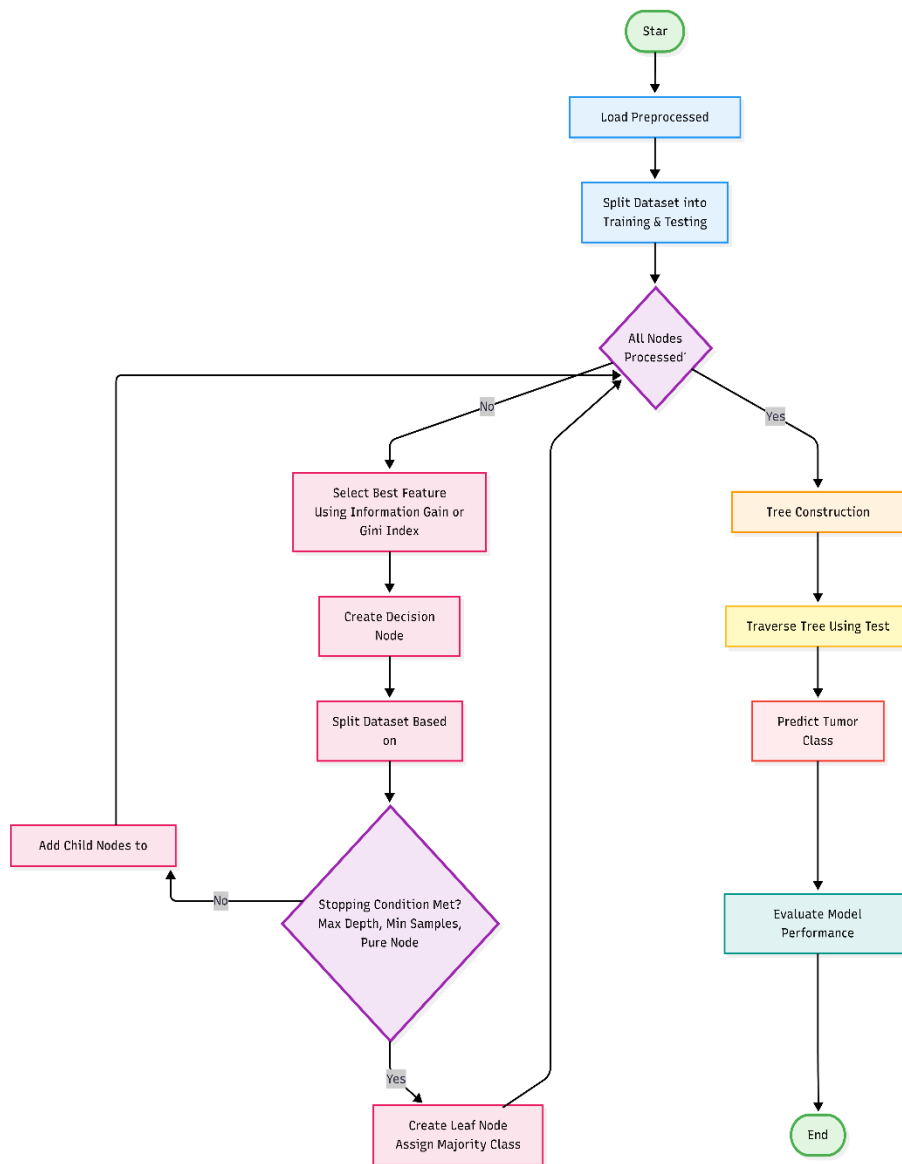 Star
Load Preprocessed
Split Dataset into
Training & Testing
All Nodes
Processed
No
Yes
Select Best Feature
Using Information Gain or
Gini Index
Tree Construction
Create Decision
Node
Traverse Tree Using Test
Split Dataset Based
on
Predict Tumor
Class
Add Child Nodes to
No
Stopping Condition Met?
Max Depth, Min Samples,
Pure Node
Evaluate Model
Performance
Yes
Create Leaf Node
Assign Majority Class
End